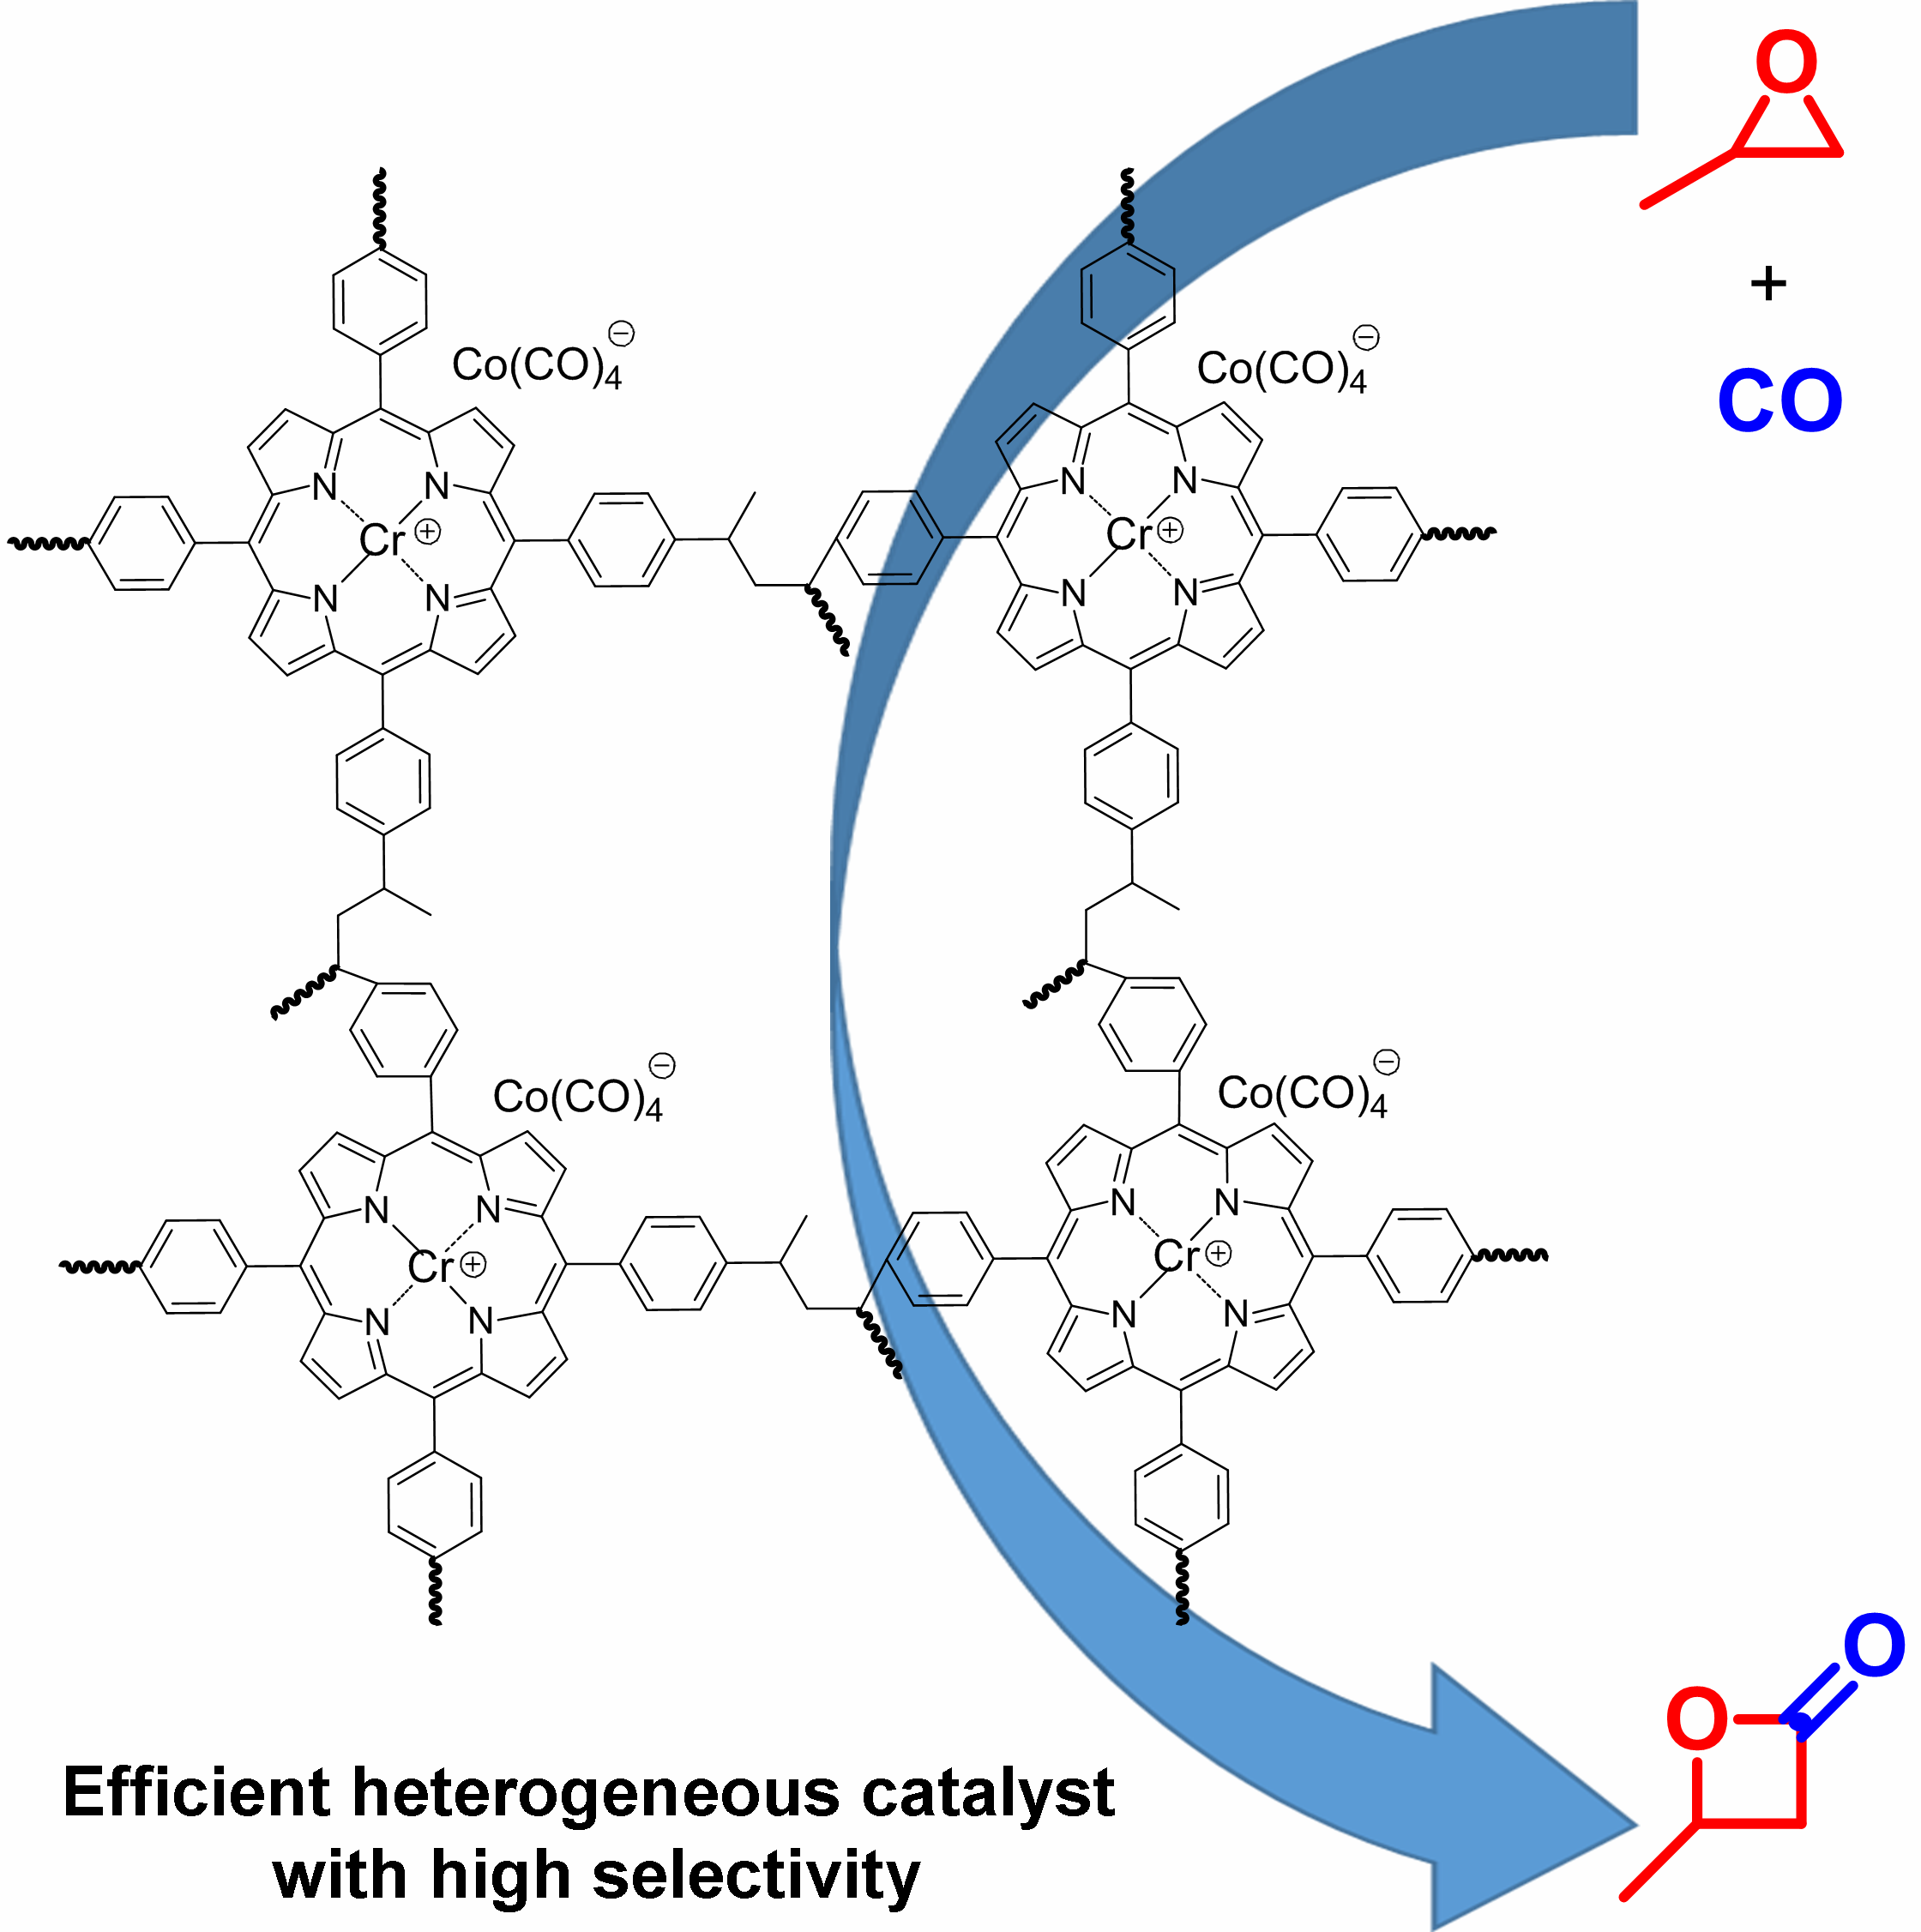 O
+
CO
Co(CO)4⊖
Co(CO)4⊖
N
N
N
N
Cr⊕
Cr⊕
N
N
N
N
Co(CO)4⊖
Co(CO)4⊖
N
N
N
N
Cr⊕
Cr⊕
N
N
N
N
O
O
Efficient heterogeneous catalyst
with high selectivity